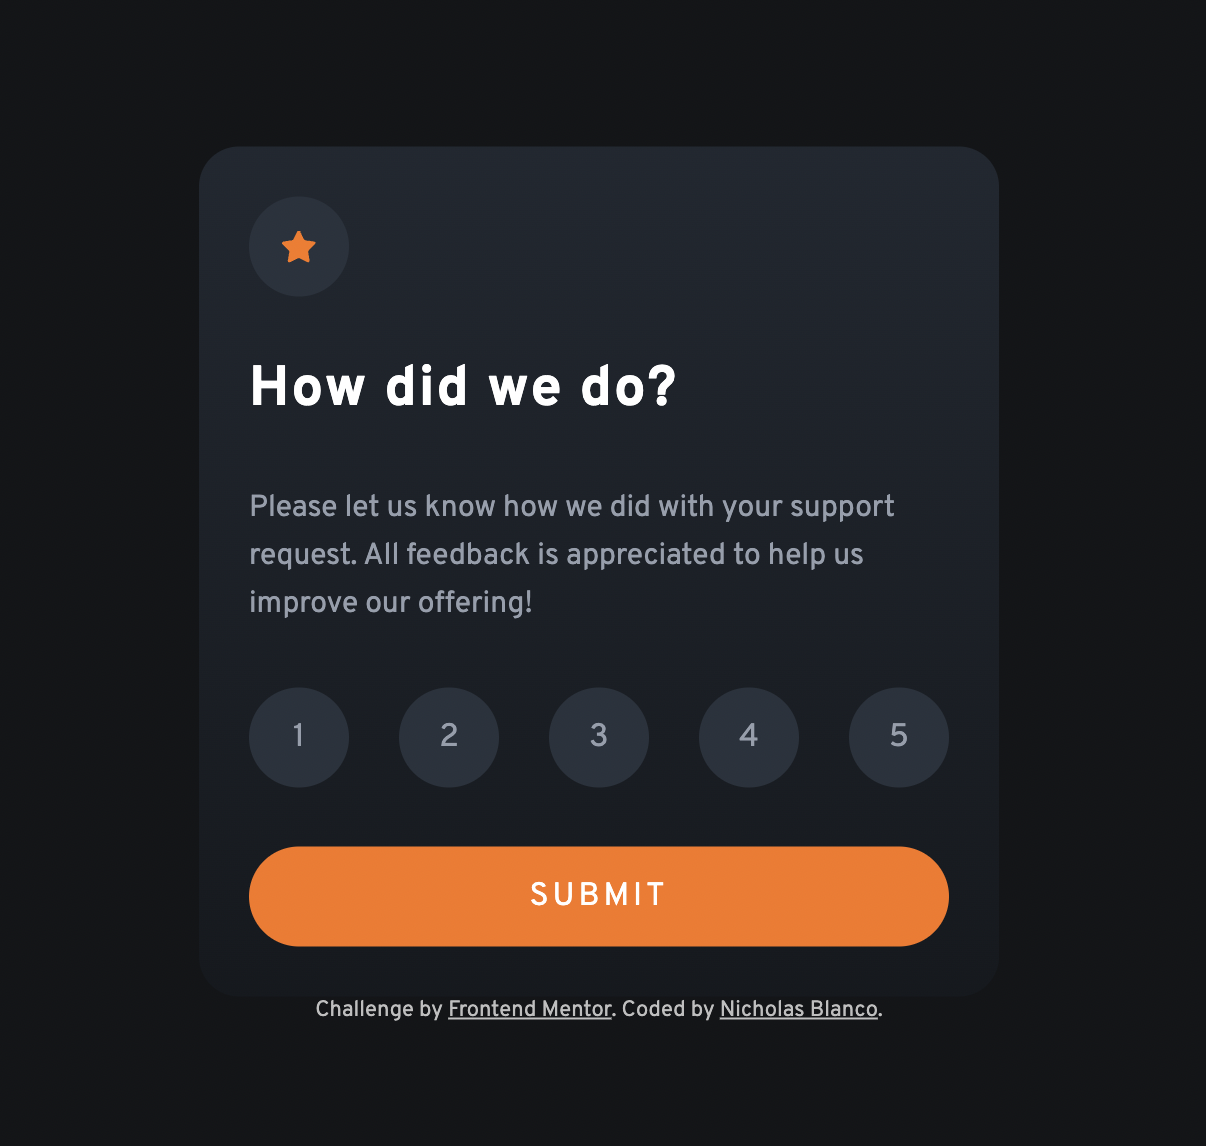 How did we do?
Please let us know how we did with your support
request. All feedback is appreciated to help us
improve our offering!
1 2 3 4 5
SUBMIT
Challenge by Frontend Mentor. Coded by Nicholas Blanco.